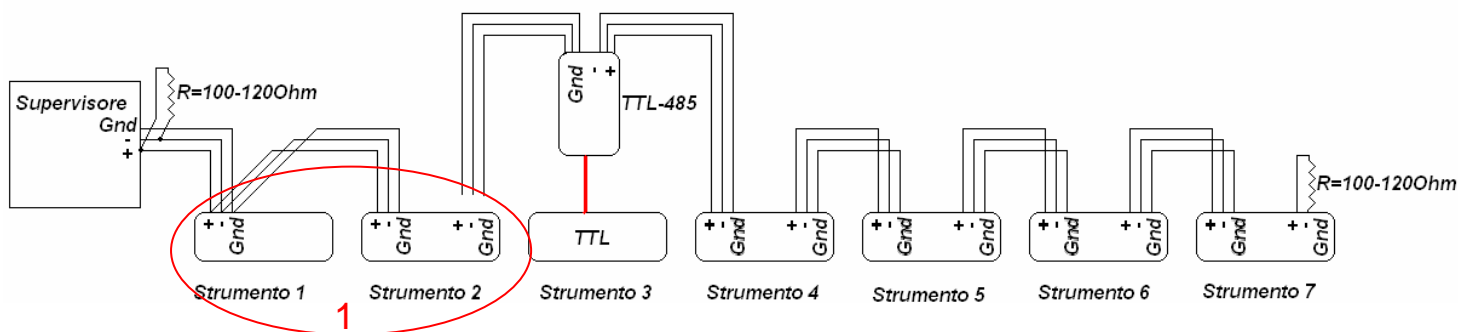 Supervisore
Gnd
-
+
R=100-120Ohm
Gnd - +
TTL-485
R=100-120Ohm
+ - Gnd
+ - Gnd
+ - Gnd
TTL
+ - Gnd
+ - Gnd
+ - Gnd
+ - Gnd
+ - Gnd
+ - Gnd
+ - Gnd
+ - Gnd
Strumento 1
Strumento 2
Strumento 3
Strumento 4
Strumento 5
Strumento 6
Strumento 7
1